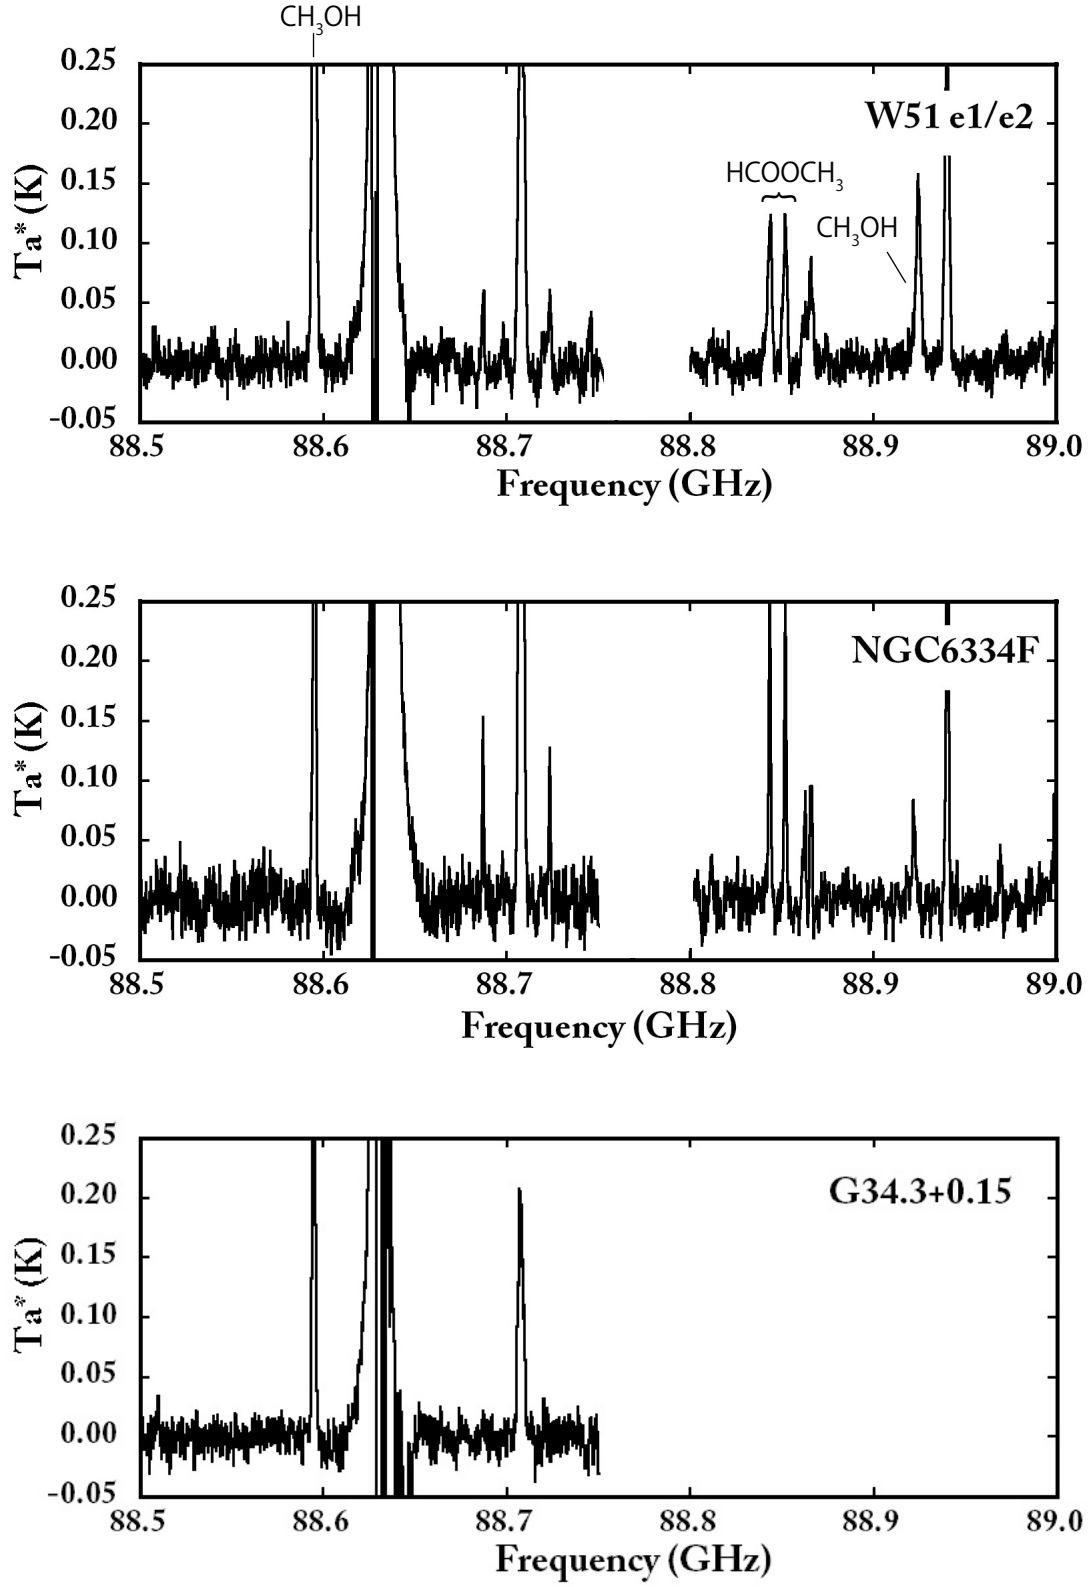 CH3OH
0.25
W51 e1/e2
0.20
HCOOCH3
0.15
Ta* (K)
CH3OH
0.10
0.05
0.00
-0.05
88.5 88.6 88.7 88.8 88.9 89.0
Frequency (GHz)
0.25
NGC6334F
0.20
0.15
Ta* (K)
0.10
0.05
0.00
-0.05
88.5 88.6 88.7 88.8 88.9 89.0
Frequency (GHz)
0.25
G34.3+0.15
0.20
0.15
Ta* (K)
0.10
0.05
0.00
-0.05
88.5 88.6 88.7 88.8 88.9 89.0
Frequency (GHz)